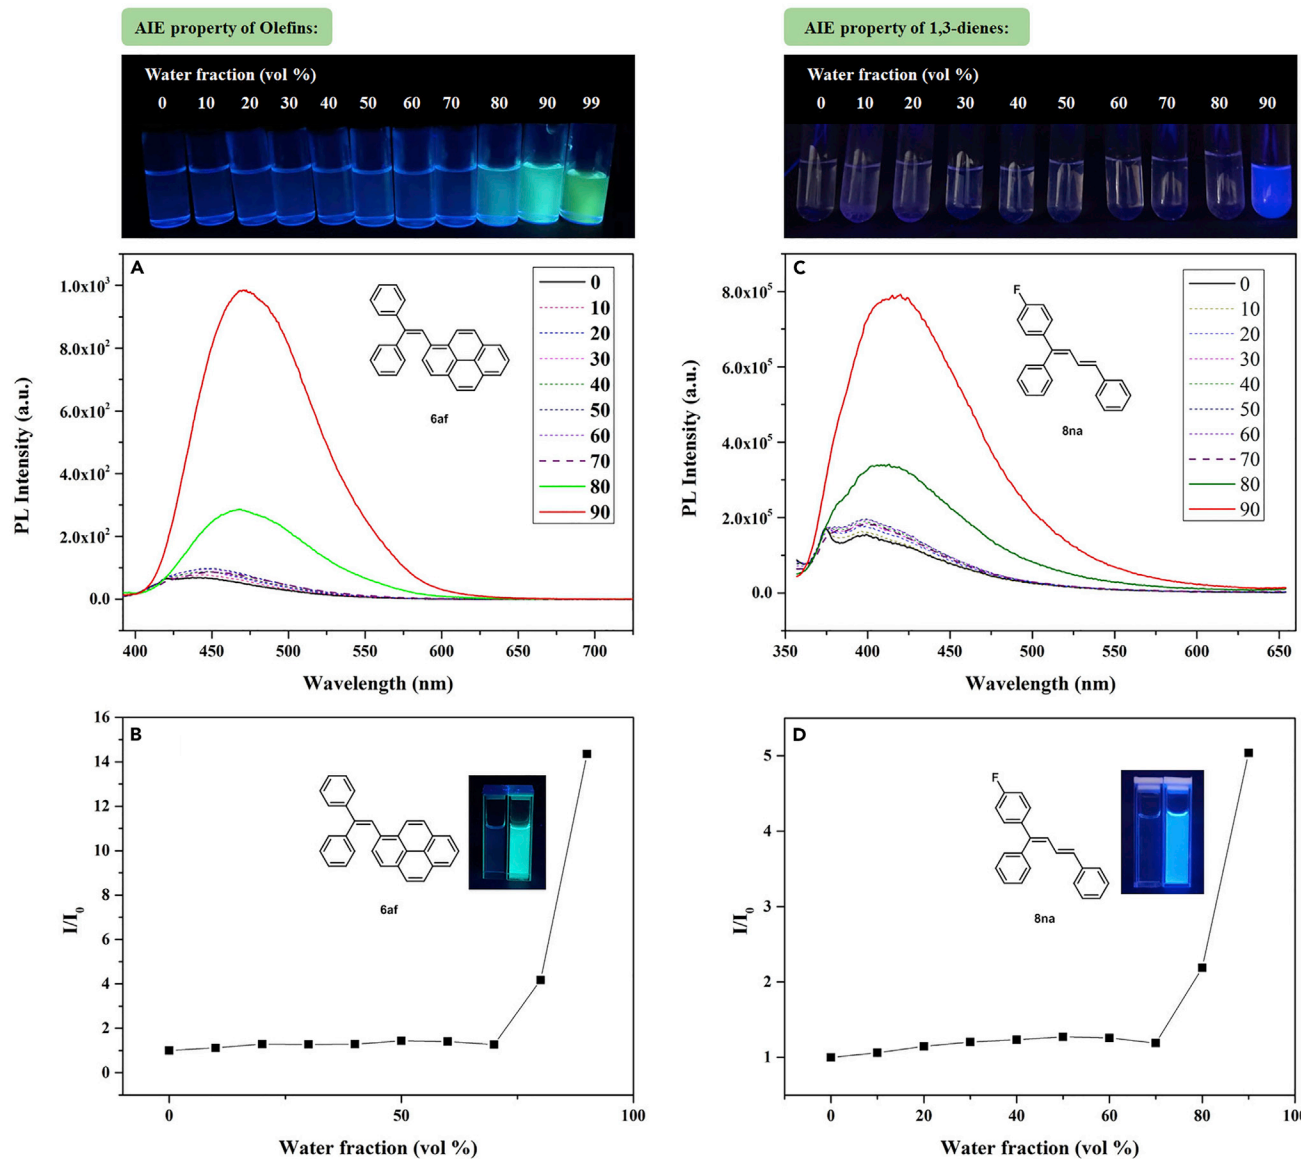 AIE property of Olefins:
Water fraction (vol %)
0 10 20 30 40 50 60 70 80 90 99
A
1.0x10³
8.0x10²
6.0x10²
4.0x10²
2.0x10²
0.0
PL Intensity (a.u.)
0
10
20
30
40
50
60
70
80
90
6af
400 450 500 550 600 650 700
Wavelength (nm)
B
16
14
12
10
8
6
4
2
0
I/I₀
6af
0 50 100
Water fraction (vol %)
AIE property of 1,3-dienes:
Water fraction (vol %)
0 10 20 30 40 50 60 70 80 90
C
8.0x10⁵
6.0x10⁵
4.0x10⁵
2.0x10⁵
0.0
PL Intensity (a.u.)
F
8na
0
10
20
30
40
50
60
70
80
90
350 400 450 500 550 600 650
Wavelength (nm)
D
5
4
3
2
1
I/I₀
F
8na
0 20 40 60 80 100
Water fraction (vol %)